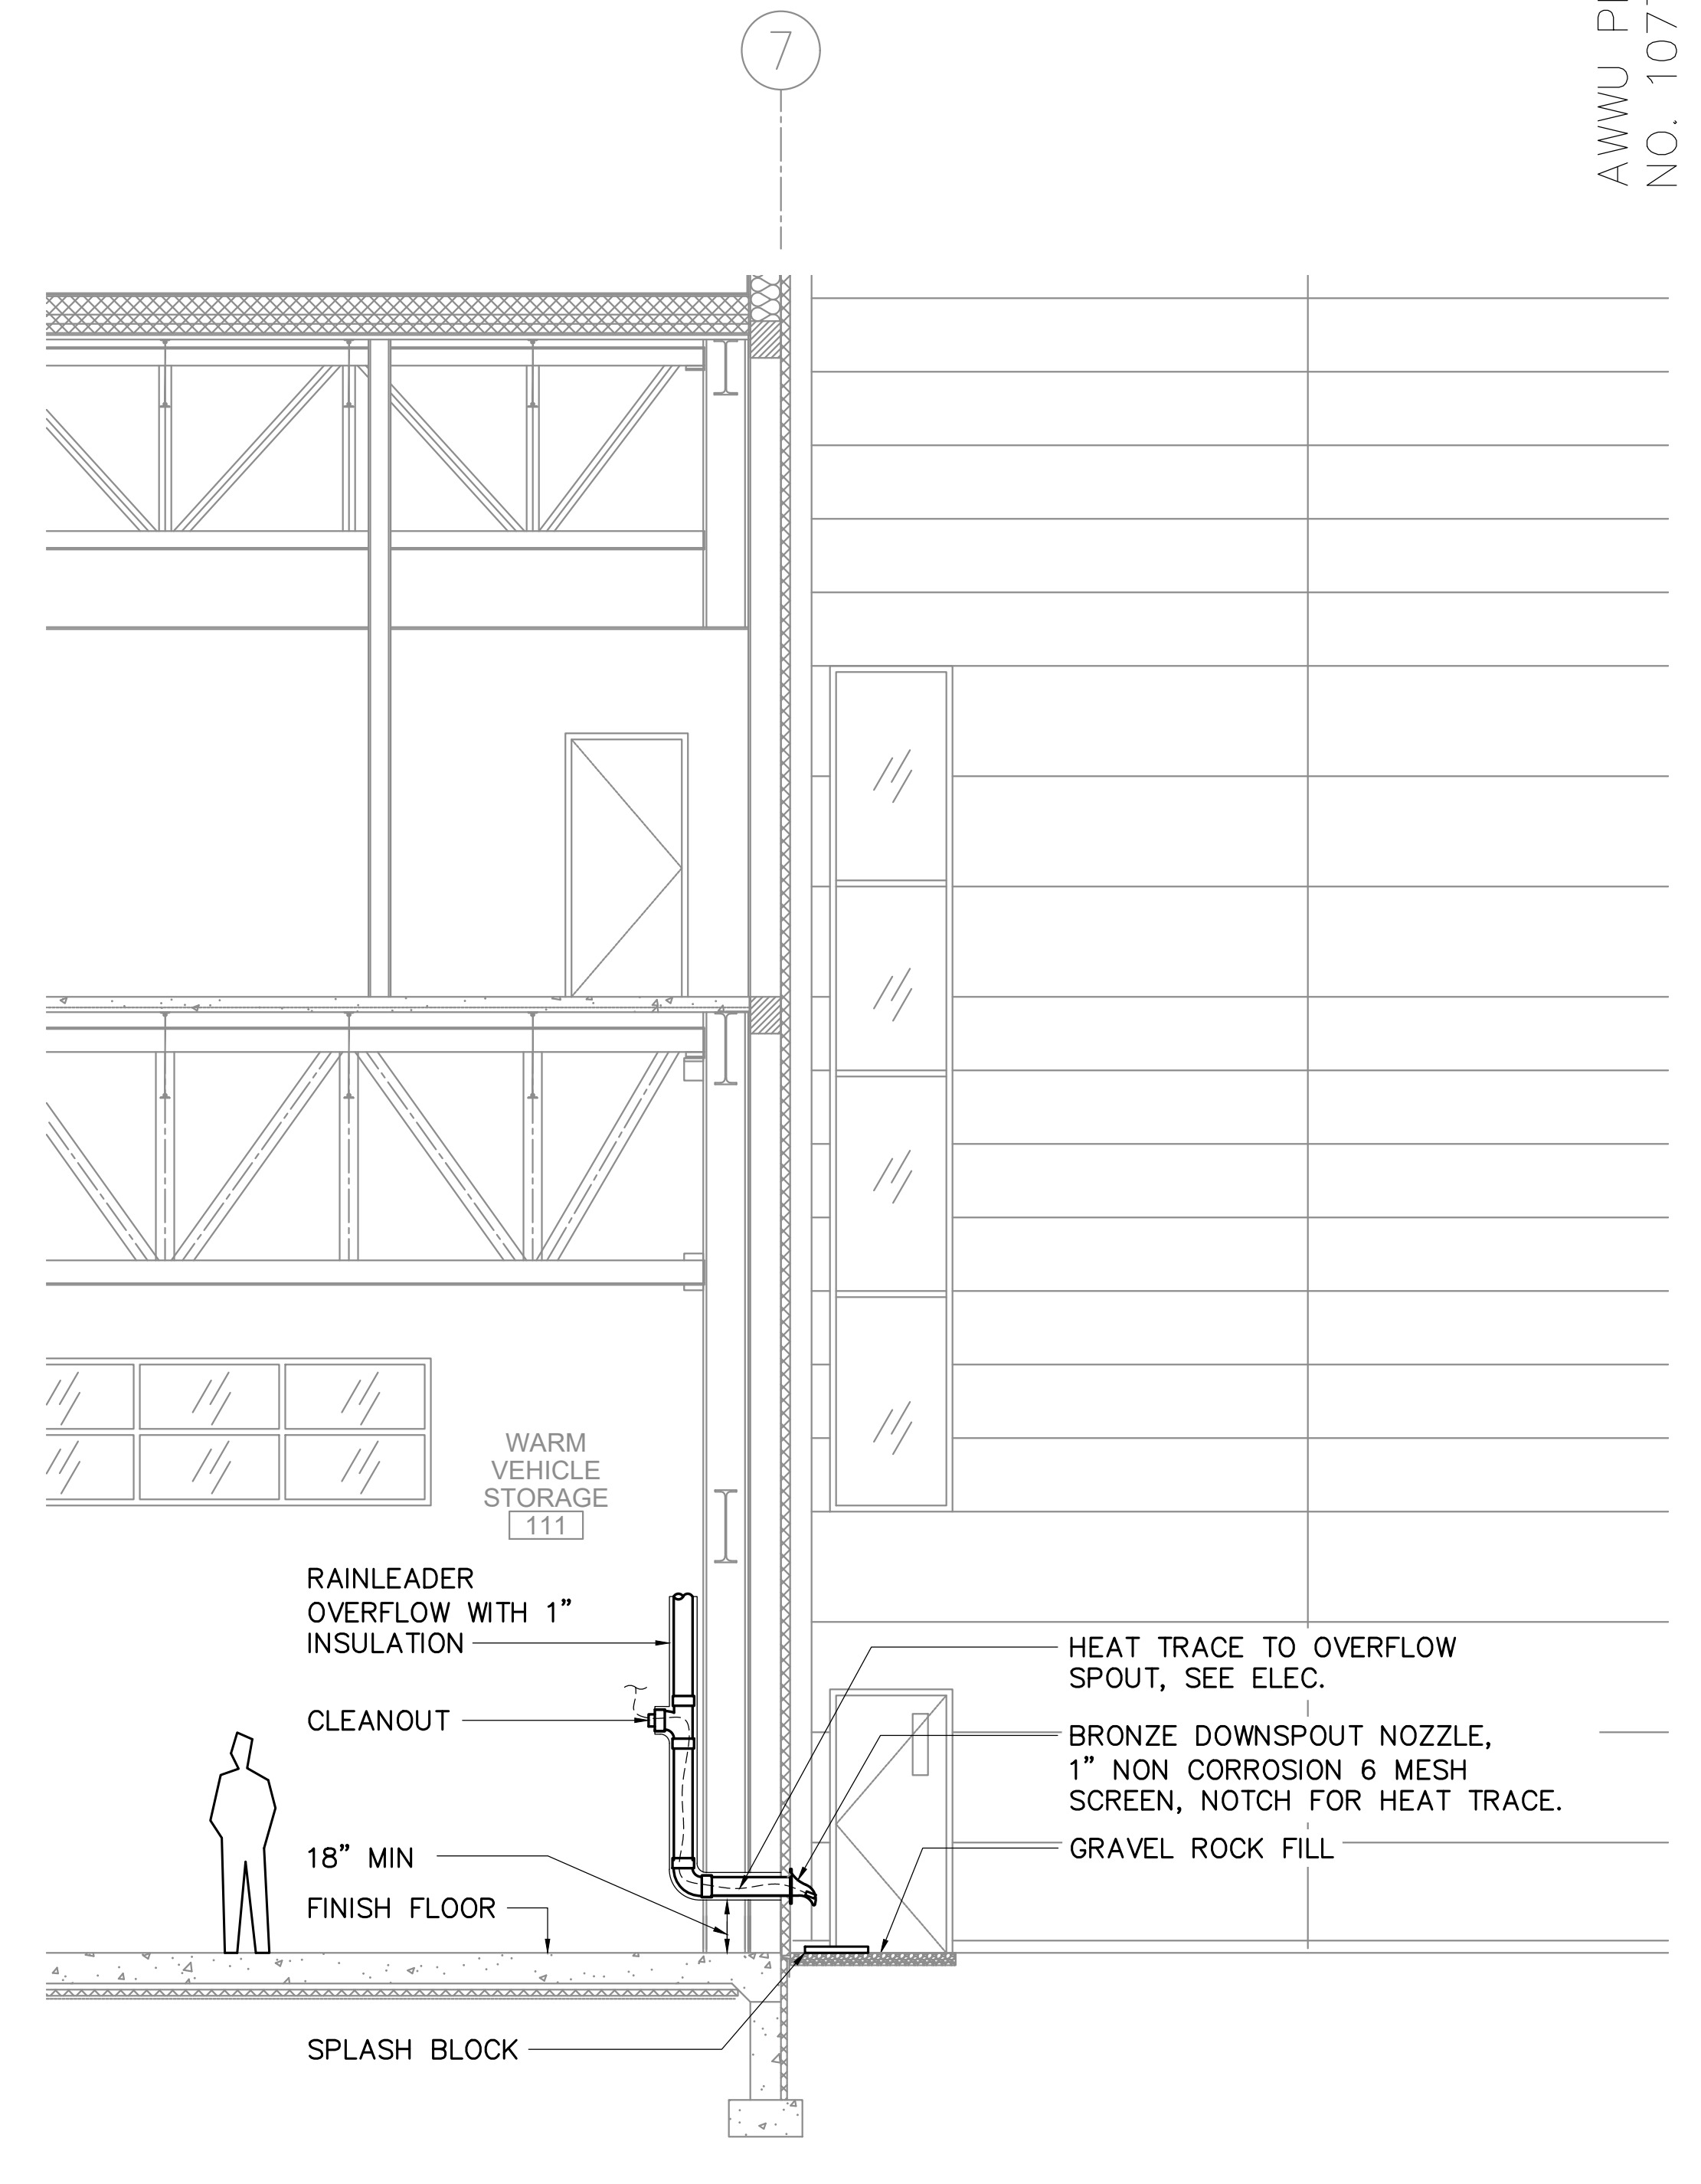 7
AWWU
NO. 107
WARM
VEHICLE
STORAGE
111
RAINLEADER
OVERFLOW WITH 1”
INSULATION
CLEANOUT
18” MIN
FINISH FLOOR
SPLASH BLOCK
HEAT TRACE TO OVERFLOW
SPOUT, SEE ELEC.
BRONZE DOWNSPOUT NOZZLE,
1” NON CORROSION 6 MESH
SCREEN, NOTCH FOR HEAT TRACE.
GRAVEL ROCK FILL